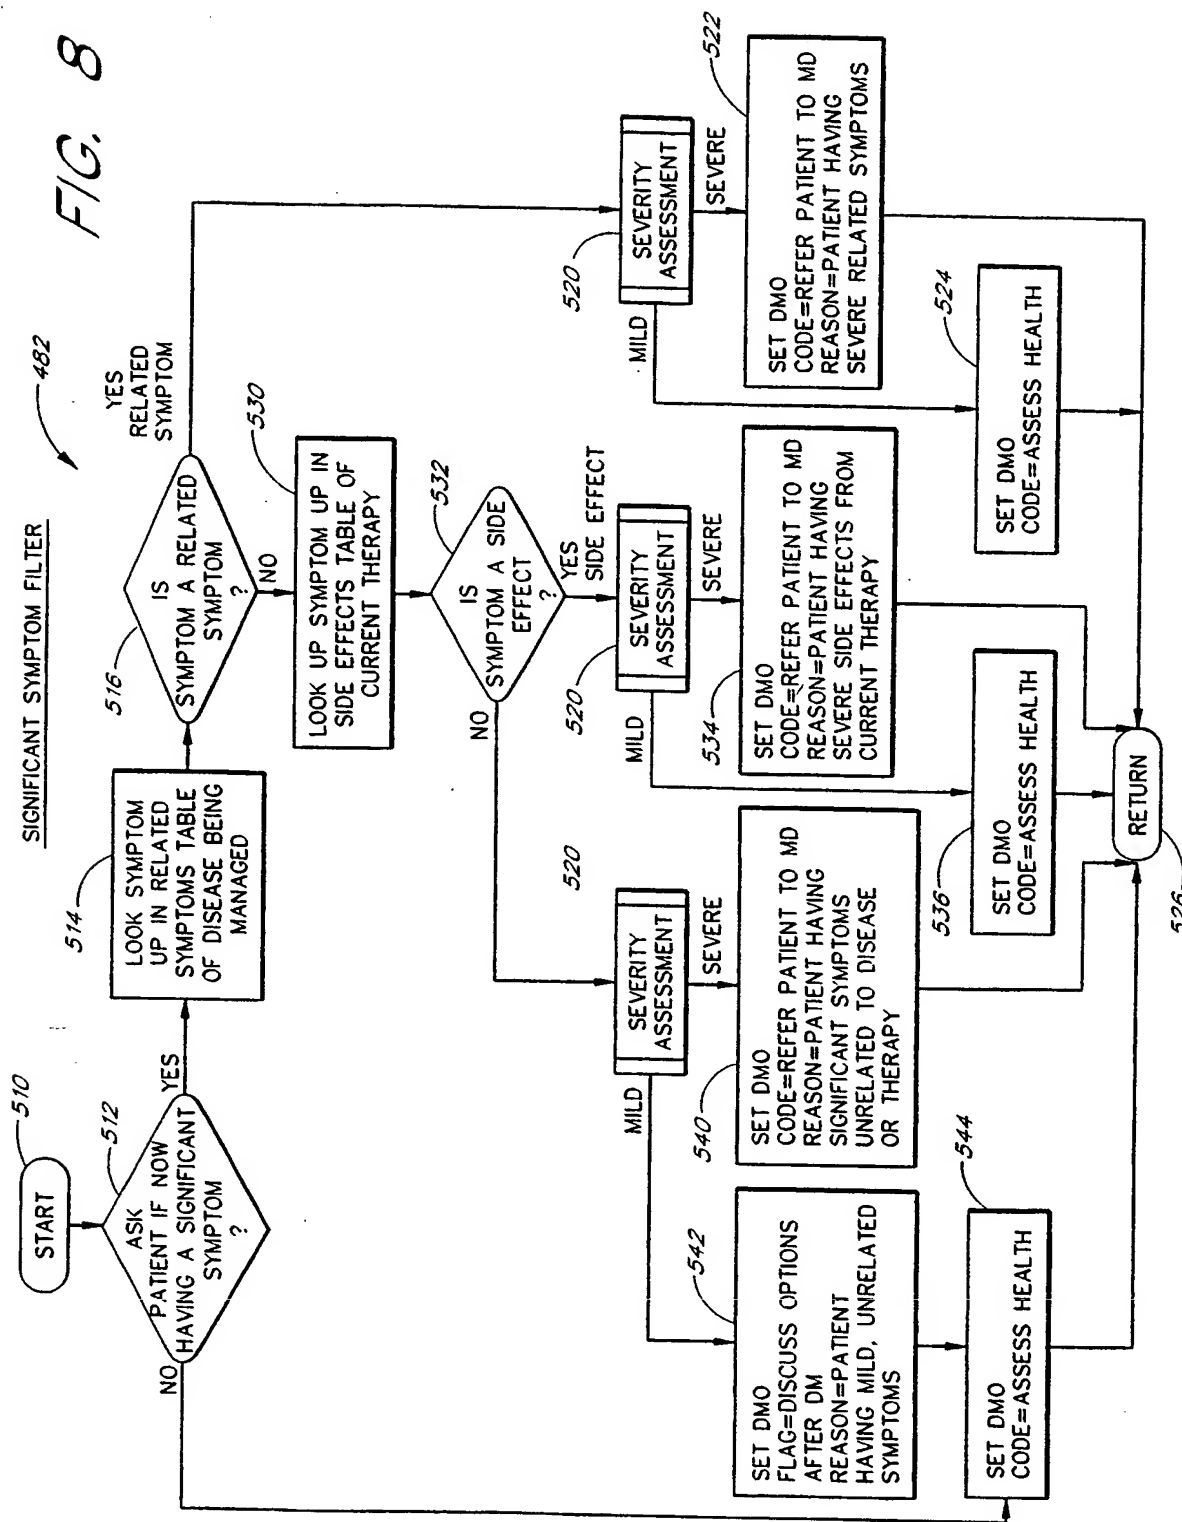 FIG. 8
SIGNIFICANT SYMPTOM FILTER
482
510
START
512
ASK
PATIENT IF NOW
HAVING A SIGNIFICANT
SYMPTOM
?
YES
NO
514
LOOK SYMPTOM
UP IN RELATED
SYMPTOMS TABLE
OF DISEASE BEING
MANAGED
516
IS
SYMPTOM A RELATED
SYMPTOM
?
YES
RELATED
SYMPTOM
NO
530
LOOK UP SYMPTOM UP IN
SIDE EFFECTS TABLE OF
CURRENT THERAPY
532
IS
SYMPTOM A SIDE
EFFECT
?
NO
YES
SIDE EFFECT
520
SEVERITY
ASSESSMENT
MILD
SEVERE
520
SEVERITY
ASSESSMENT
MILD
SEVERE
520
SEVERITY
ASSESSMENT
MILD
SEVERE
542
SET DMO
FLAG=DISCUSS OPTIONS
AFTER DM
REASON=PATIENT
HAVING MILD, UNRELATED
SYMPTOMS
540
SET DMO
CODE=REFER PATIENT TO MD
REASON=PATIENT HAVING
SIGNIFICANT SYMPTOMS
UNRELATED TO DISEASE
OR THERAPY
534
SET DMO
CODE=REFER PATIENT TO MD
REASON=PATIENT HAVING
SEVERE SIDE EFFECTS FROM
CURRENT THERAPY
522
SET DMO
CODE=REFER PATIENT TO MD
REASON=PATIENT HAVING
SEVERE RELATED SYMPTOMS
544
SET DMO
CODE=ASSESS HEALTH
536
SET DMO
CODE=ASSESS HEALTH
524
SET DMO
CODE=ASSESS HEALTH
RETURN
526